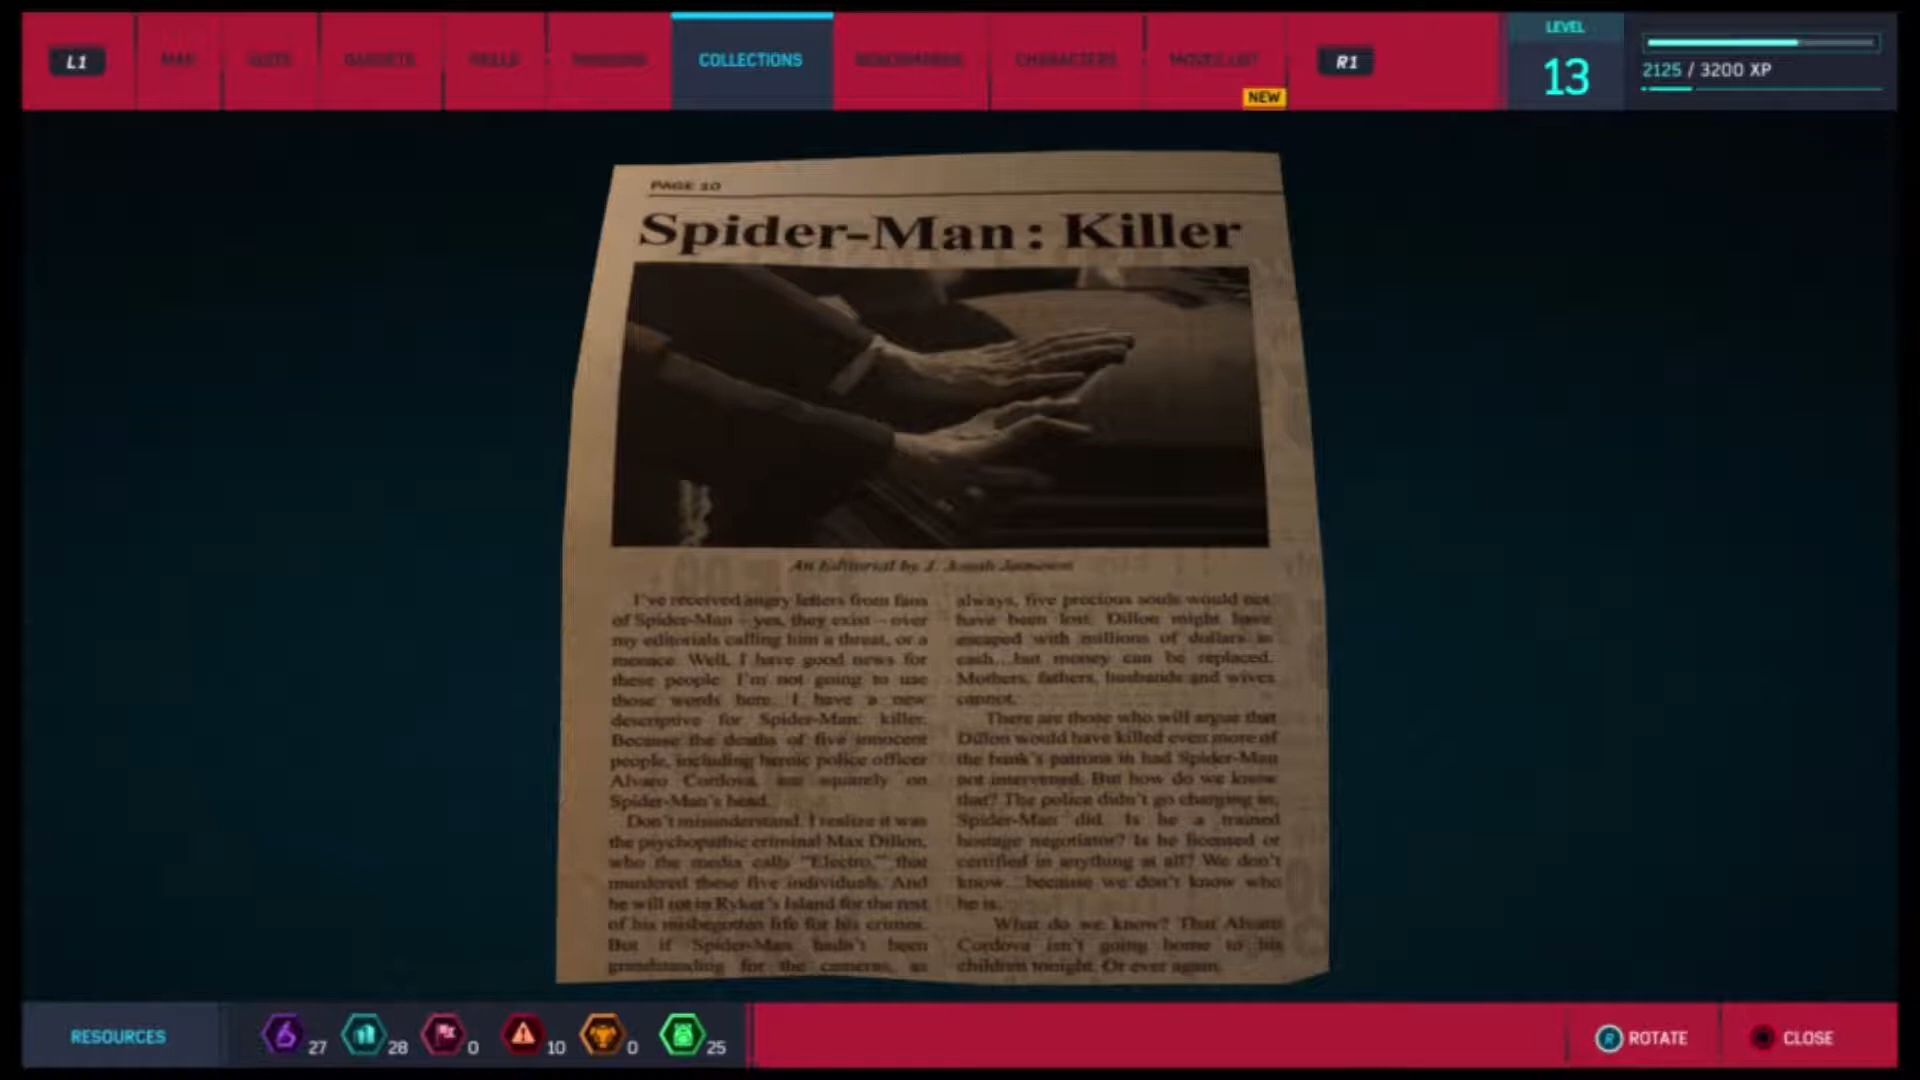 L1
MAP
SUITS
GADGETS
SKILLS
MISSIONS
COLLECTIONS
BENCHMARKS
CHARACTERS
MOVES LIST
NEW
R1
LEVEL
13
2125 / 3200 XP
PAGE 10
Spider-Man: Killer
An Editorial by J. Jonah Jameson
I've received angry letters from fans
of Spider-Man – yes, they exist – over
my editorials calling him a threat, or a
menace. Well, I have good news for
these people: I'm not going to use
those words here. I have a new
descriptive for Spider-Man: killer.
Because the deaths of five innocent
people, including heroic police officer
Alvaro Cordova, are squarely on
Spider-Man's head.
Don't misunderstand. I realize it was
the psychopathic criminal Max Dillon,
who the media calls "Electro," that
murdered these five individuals. And
he will rot in Ryker's Island for the rest
of his misbegotten life for his crimes.
But if Spider-Man hadn't been
grandstanding for the cameras, as
always, five precious souls would not
have been lost. Dillon might have
escaped with millions of dollars in
cash...but money can be replaced.
Mothers, fathers, husbands and wives
cannot.
There are those who will argue that
Dillon would have killed even more of
the bank's patrons in had Spider-Man
not intervened. But how do we know
that? The police didn't go charging in,
Spider-Man did. Is he a trained
hostage negotiator? Is he licensed or
certified in anything at all? We don't
know...because we don't know who
he is.
What do we know? That Alvaro
Cordova isn't going home to his
children tonight. Or ever again.
RESOURCES
27
28
0
10
0
25
R ROTATE
CLOSE